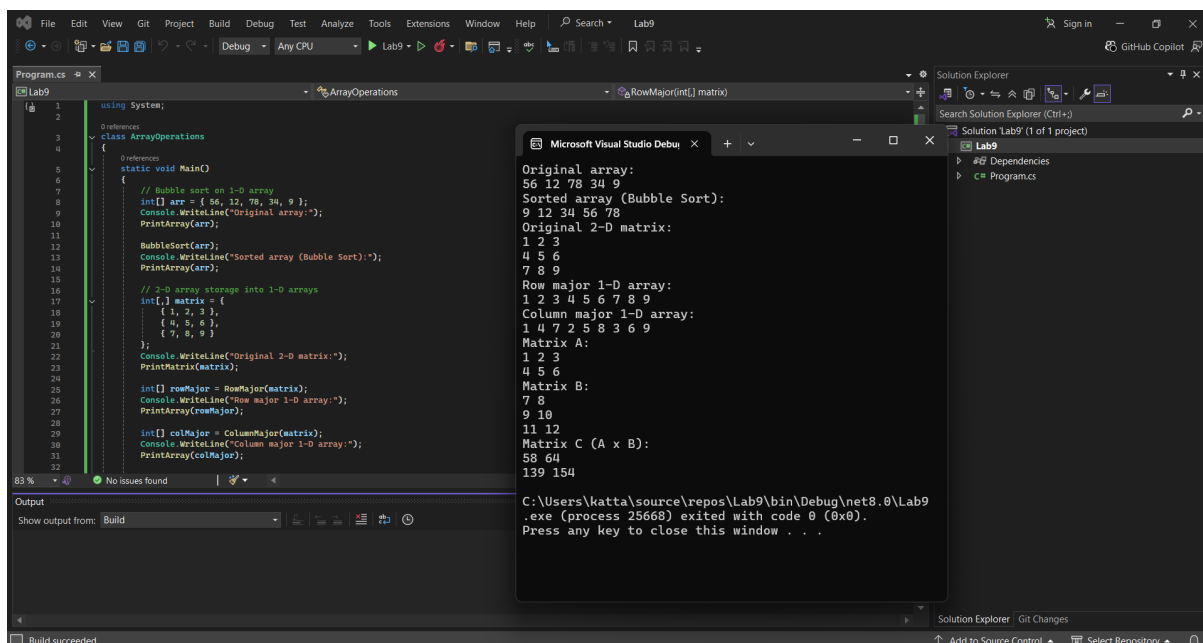 File Edit View Git Project Build Debug Test Analyze Tools Extensions Window Help Search Lab9 Sign in
Debug Any CPU Lab9 GitHub Copilot
Program.cs
Lab9 ArrayOperations RowMajor(int[,] matrix)
1 using System;
2
0 references
3 class ArrayOperations
4 {
0 references
5 static void Main()
6 {
7 // Bubble sort on 1-D array
8 int[] arr = { 56, 12, 78, 34, 9 };
9 Console.WriteLine("Original array:");
10 PrintArray(arr);
11
12 BubbleSort(arr);
13 Console.WriteLine("Sorted array (Bubble Sort):");
14 PrintArray(arr);
15
16 // 2-D array storage into 1-D arrays
17 int[,] matrix = {
18 { 1, 2, 3 },
19 { 4, 5, 6 },
20 { 7, 8, 9 }
21 };
22 Console.WriteLine("Original 2-D matrix:");
23 PrintMatrix(matrix);
24
25 int[] rowMajor = RowMajor(matrix);
26 Console.WriteLine("Row major 1-D array:");
27 PrintArray(rowMajor);
28
29 int[] colMajor = ColumnMajor(matrix);
30 Console.WriteLine("Column major 1-D array:");
31 PrintArray(colMajor);
32
83 % No issues found
Output
Show output from: Build
Microsoft Visual Studio Debu
Original array:
56 12 78 34 9
Sorted array (Bubble Sort):
9 12 34 56 78
Original 2-D matrix:
1 2 3
4 5 6
7 8 9
Row major 1-D array:
1 2 3 4 5 6 7 8 9
Column major 1-D array:
1 4 7 2 5 8 3 6 9
Matrix A:
1 2 3
4 5 6
Matrix B:
7 8
9 10
11 12
Matrix C (A x B):
58 64
139 154
C:\Users\katta\source\repos\Lab9\bin\Debug\net8.0\Lab9
.exe (process 25668) exited with code 0 (0x0).
Press any key to close this window . . .
Solution Explorer
Search Solution Explorer (Ctrl+;)
Solution 'Lab9' (1 of 1 project)
Lab9
Dependencies
C# Program.cs
Solution Explorer Git Changes
Build succeeded Add to Source Control Select Repository